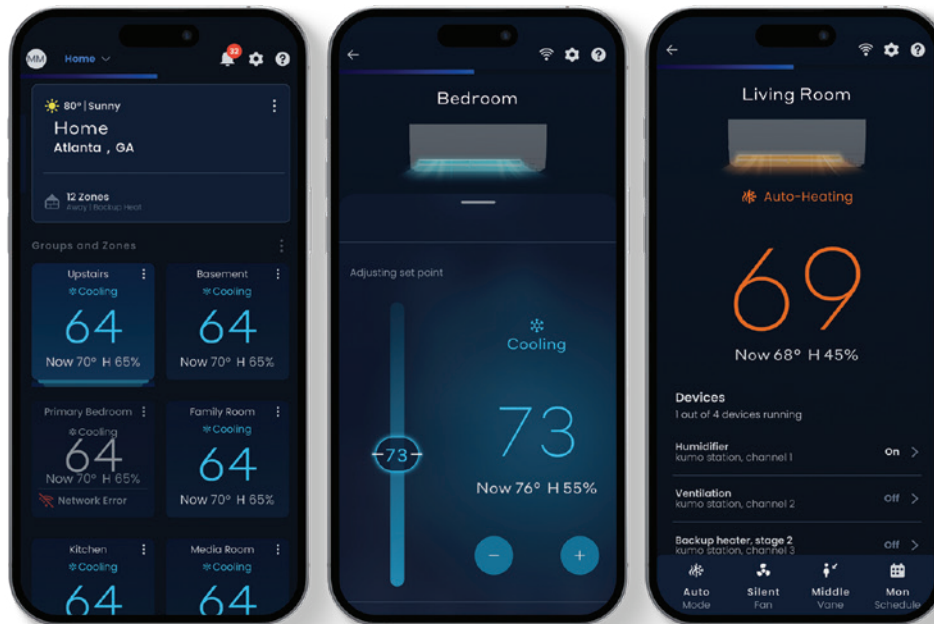 MM
Home
32
80° | Sunny
Home
Atlanta , GA
12 Zones
Away | Backup Heat
Groups and Zones
Upstairs
Cooling
64
Now 70° H 65%
Basement
Cooling
64
Now 70° H 65%
Primary Bedroom
Cooling
64
Now 70° H 65%
Network Error
Family Room
Cooling
64
Now 70° H 65%
Kitchen
Cooling
64
Media Room
Cooling
64
Bedroom
Adjusting set point
73
Cooling
73
Now 76° H 55%
Living Room
Auto-Heating
69
Now 68° H 45%
Devices
1 out of 4 devices running
Humidifier
kumo station, channel 1
On
Ventilation
kumo station, channel 2
Off
Backup heater, stage 2
kumo station, channel 3
Off
Auto
Mode
Silent
Fan
Middle
Vane
Mon
Schedule